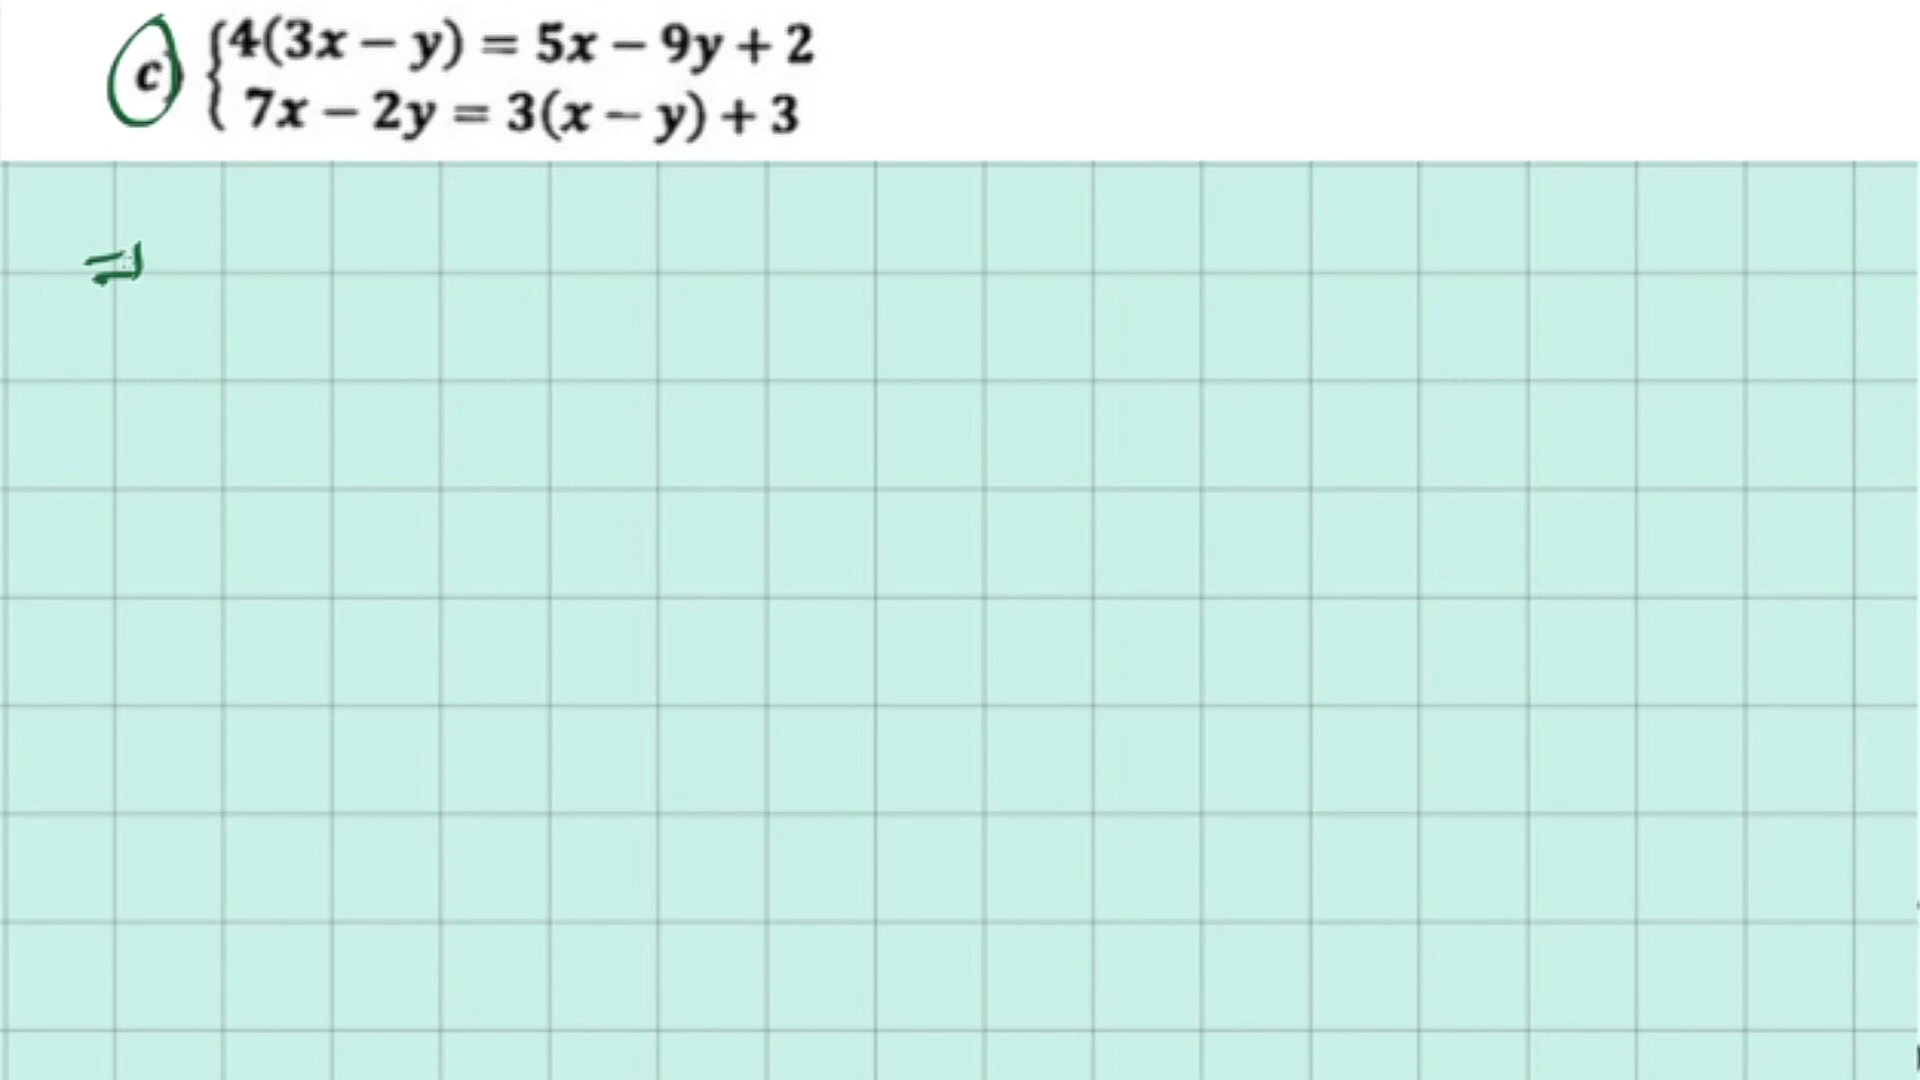 c) {4(3x − y) = 5x − 9y + 2
7x − 2y = 3(x − y) + 3
⇒